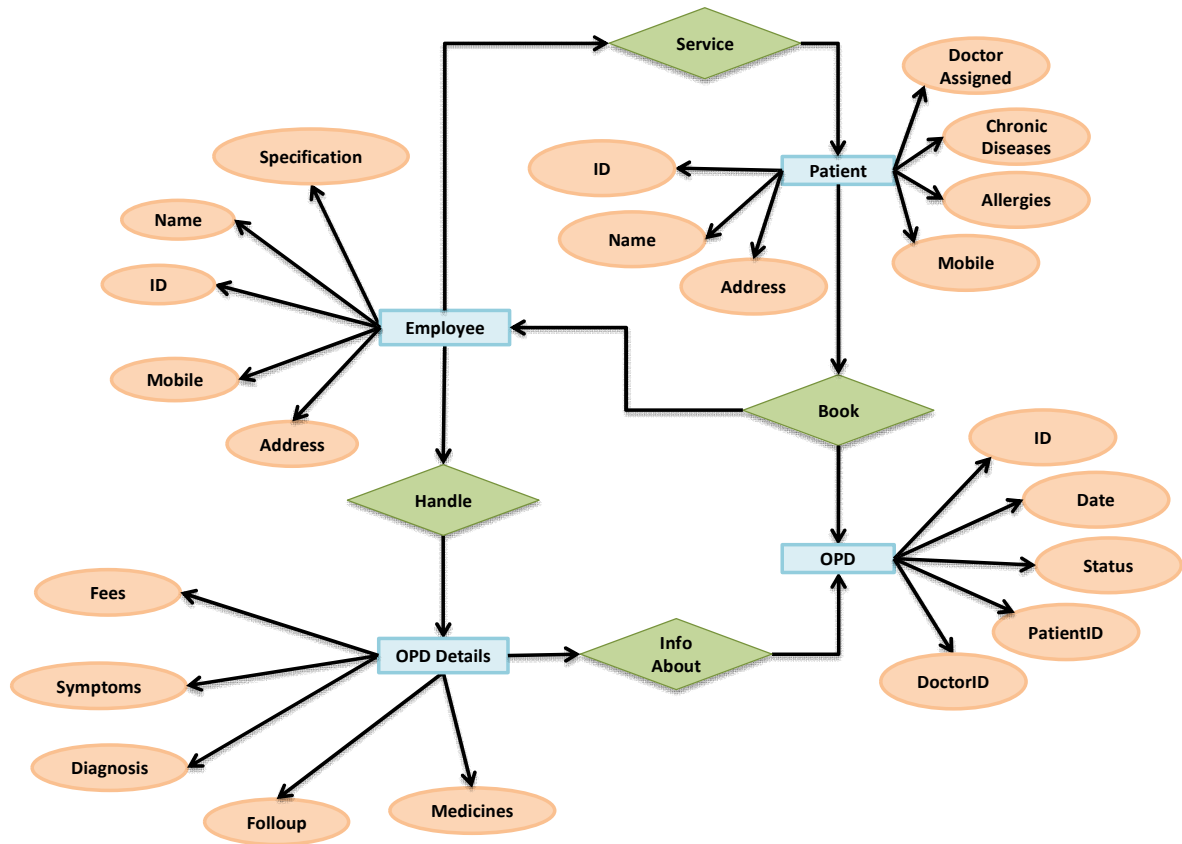 Service
Doctor
Assigned
Chronic
Diseases
Specification
ID
Patient
Allergies
Name
Name
Mobile
ID
Address
Employee
Mobile
Book
Address
ID
Handle
Date
OPD
Status
Fees
PatientID
Info
About
OPD Details
DoctorID
Symptoms
Diagnosis
Medicines
Folloup